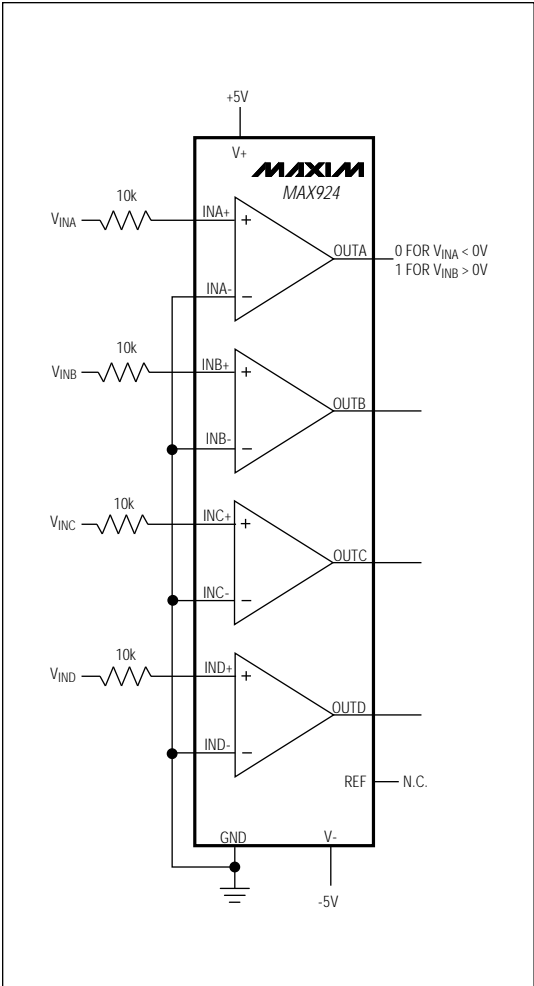 +5V
V+
MAXIM
MAX924
10k
VINA
INA+
+
OUTA
0 FOR VINA < 0V
1 FOR VINB > 0V
INA-
−
10k
VINB
INB+
+
OUTB
INB-
−
10k
VINC
INC+
+
OUTC
INC-
−
10k
VIND
IND+
+
OUTD
IND-
−
REF
N.C.
GND
V-
-5V